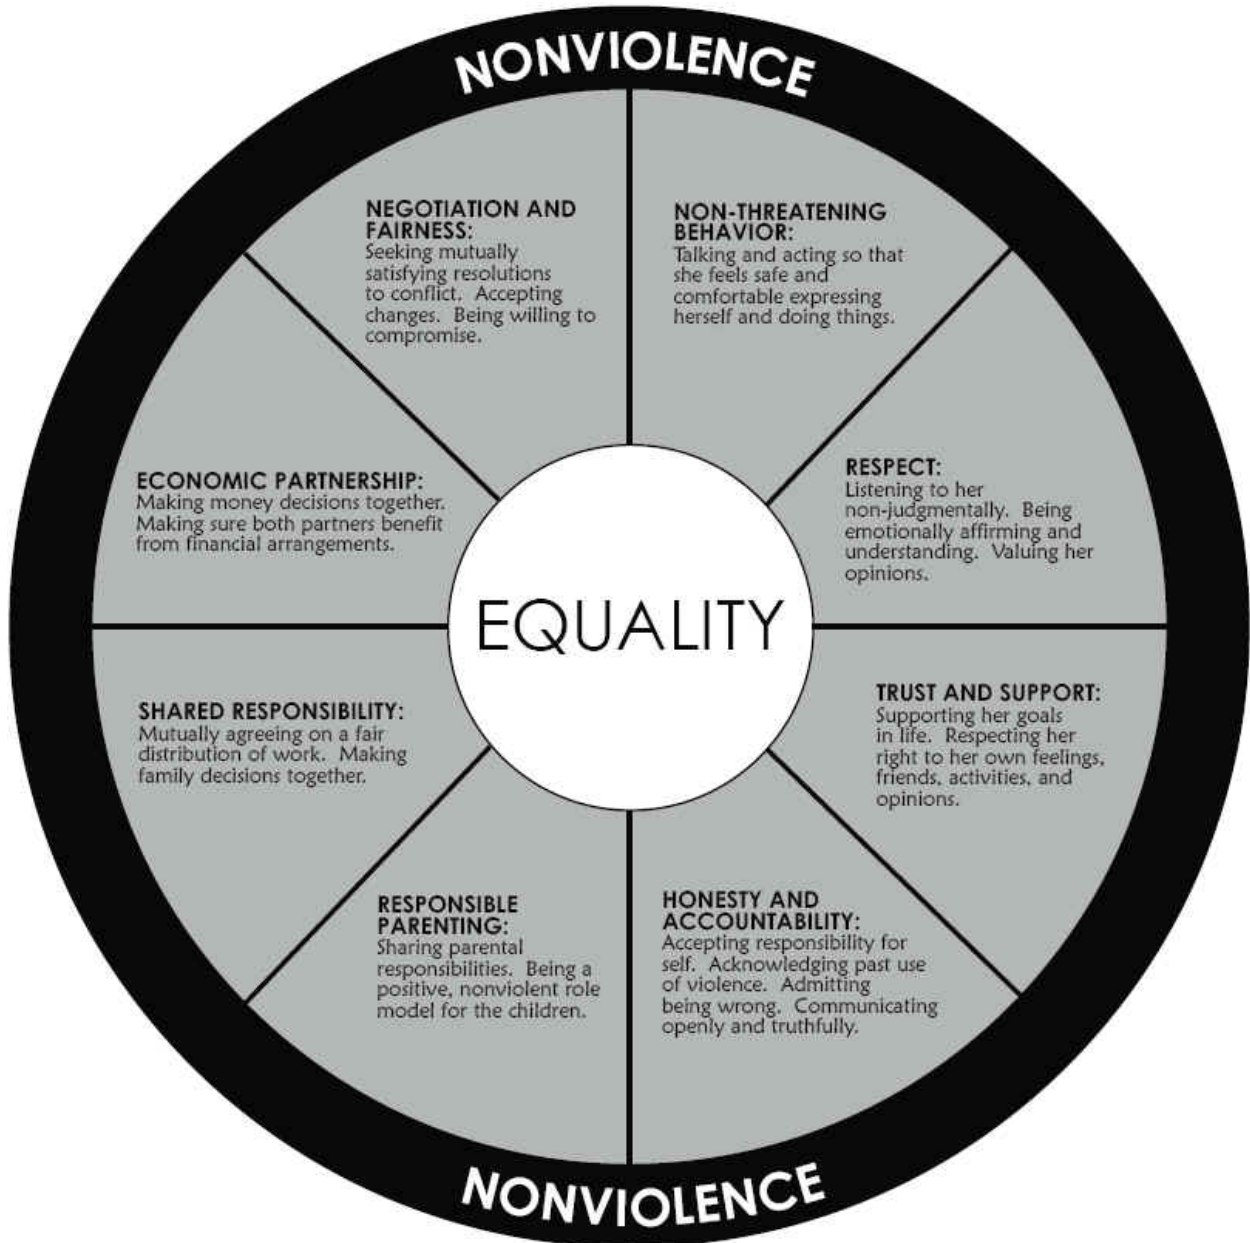 NONVIOLENCE
NEGOTIATION AND
FAIRNESS:
Seeking mutually
satisfying resolutions
to conflict. Accepting
changes. Being willing to
compromise.
NON-THREATENING
BEHAVIOR:
Talking and acting so that
she feels safe and
comfortable expressing
herself and doing things.
ECONOMIC PARTNERSHIP:
Making money decisions together.
Making sure both partners benefit
from financial arrangements.
RESPECT:
Listening to her
non-judgmentally. Being
emotionally affirming and
understanding. Valuing her
opinions.
EQUALITY
SHARED RESPONSIBILITY:
Mutually agreeing on a fair
distribution of work. Making
family decisions together.
TRUST AND SUPPORT:
Supporting her goals
in life. Respecting her
right to her own feelings,
friends, activities, and
opinions.
RESPONSIBLE
PARENTING:
Sharing parental
responsibilities. Being a
positive, nonviolent role
model for the children.
HONESTY AND
ACCOUNTABILITY:
Accepting responsibility for
self. Acknowledging past use
of violence. Admitting
being wrong. Communicating
openly and truthfully.
NONVIOLENCE